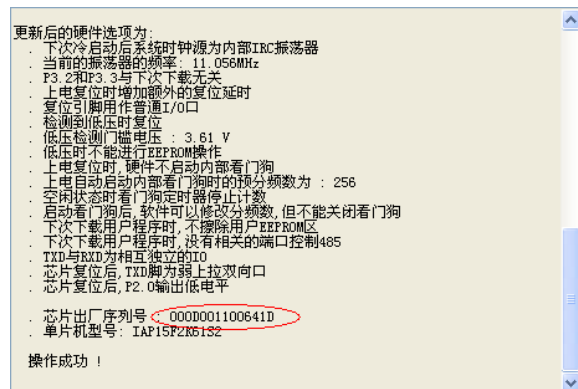 更新后的硬件选项为:
. 下次冷启动后系统时钟源为内部IRC振荡器
. 当前的振荡器的频率: 11.056MHz
. P3.2和P3.3与下次下载无关
. 上电复位时增加额外的复位延时
. 复位引脚用作普通I/O口
. 检测到低压时复位
. 低压检测门槛电压 : 3.61 V
. 低压时不能进行EEPROM操作
. 上电复位时,硬件不启动内部看门狗
. 上电自动启动内部看门狗时的预分频数为 : 256
. 空闲状态时看门狗定时器停止计数
. 启动看门狗后,软件可以修改分频数,但不能关闭看门狗
. 下次下载用户程序时,不擦除用户EEPROM区
. 下次下载用户程序时,没有相关的端口控制485
. TXD与RXD为相互独立的IO
. 芯片复位后,TXD脚为弱上拉双向口
. 芯片复位后,P2.0输出低电平
. 芯片出厂序列号 : 000D001100641D
. 单片机型号: IAP15F2K61S2
操作成功 !